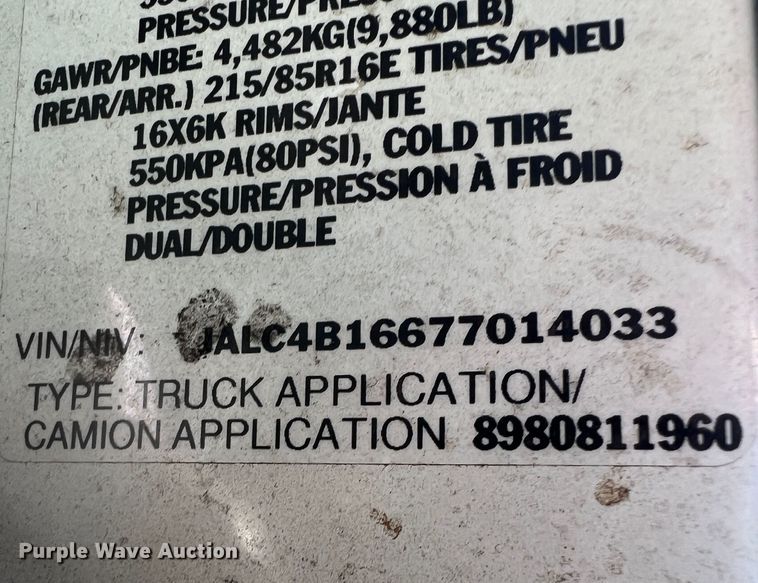 PRESSURE/
GAWR/PNBE: 4,482KG(9,880LB)
(REAR/ARR.) 215/85R16E TIRES/PNEU
16X6K RIMS/JANTE
550KPA(80PSI), COLD TIRE
PRESSURE/PRESSION À FROID
DUAL/DOUBLE
VIN/NIV: JALC4B16677014033
TYPE: TRUCK APPLICATION/
CAMION APPLICATION 8980811960
Purple Wave Auction